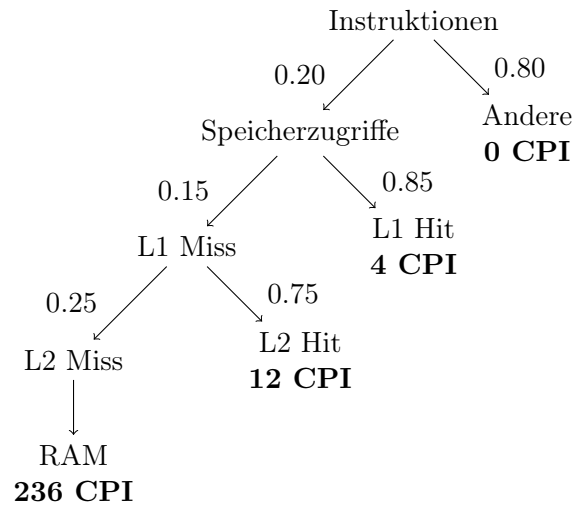 Instruktionen
0.20
0.80
Andere
0 CPI
Speicherzugriffe
0.15
0.85
L1 Hit
4 CPI
L1 Miss
0.25
0.75
L2 Hit
12 CPI
L2 Miss
RAM
236 CPI